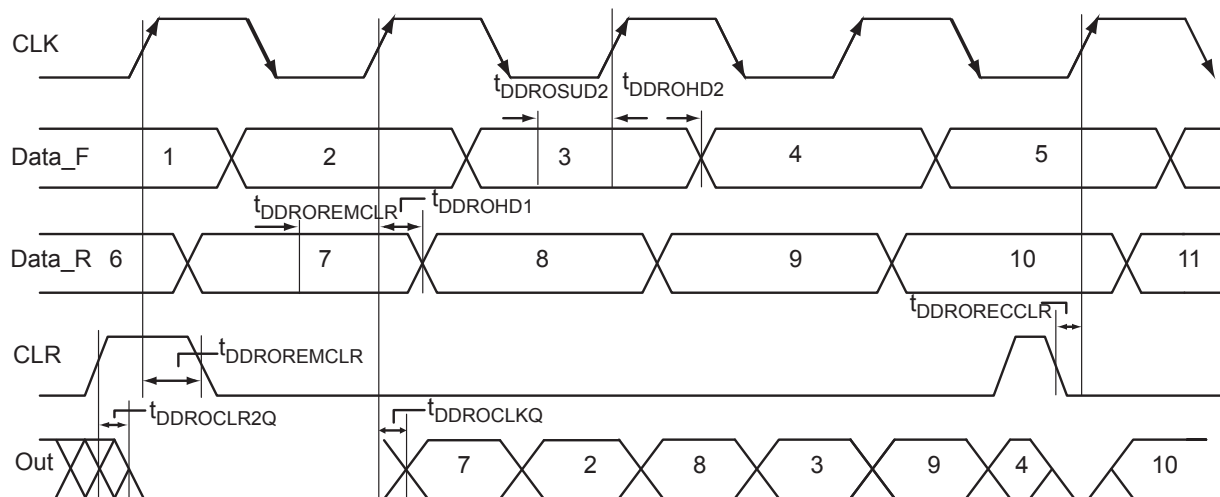 CLK
tDDROSUD2 tDDROHD2
Data_F 1 2 3 4 5
tDDROREMCLR tDDROHD1
Data_R 6 7 8 9 10 11
tDDRORECCLR
CLR tDDROREMCLR
tDDROCLR2Q tDDROCLKQ
Out 7 2 8 3 9 4 10